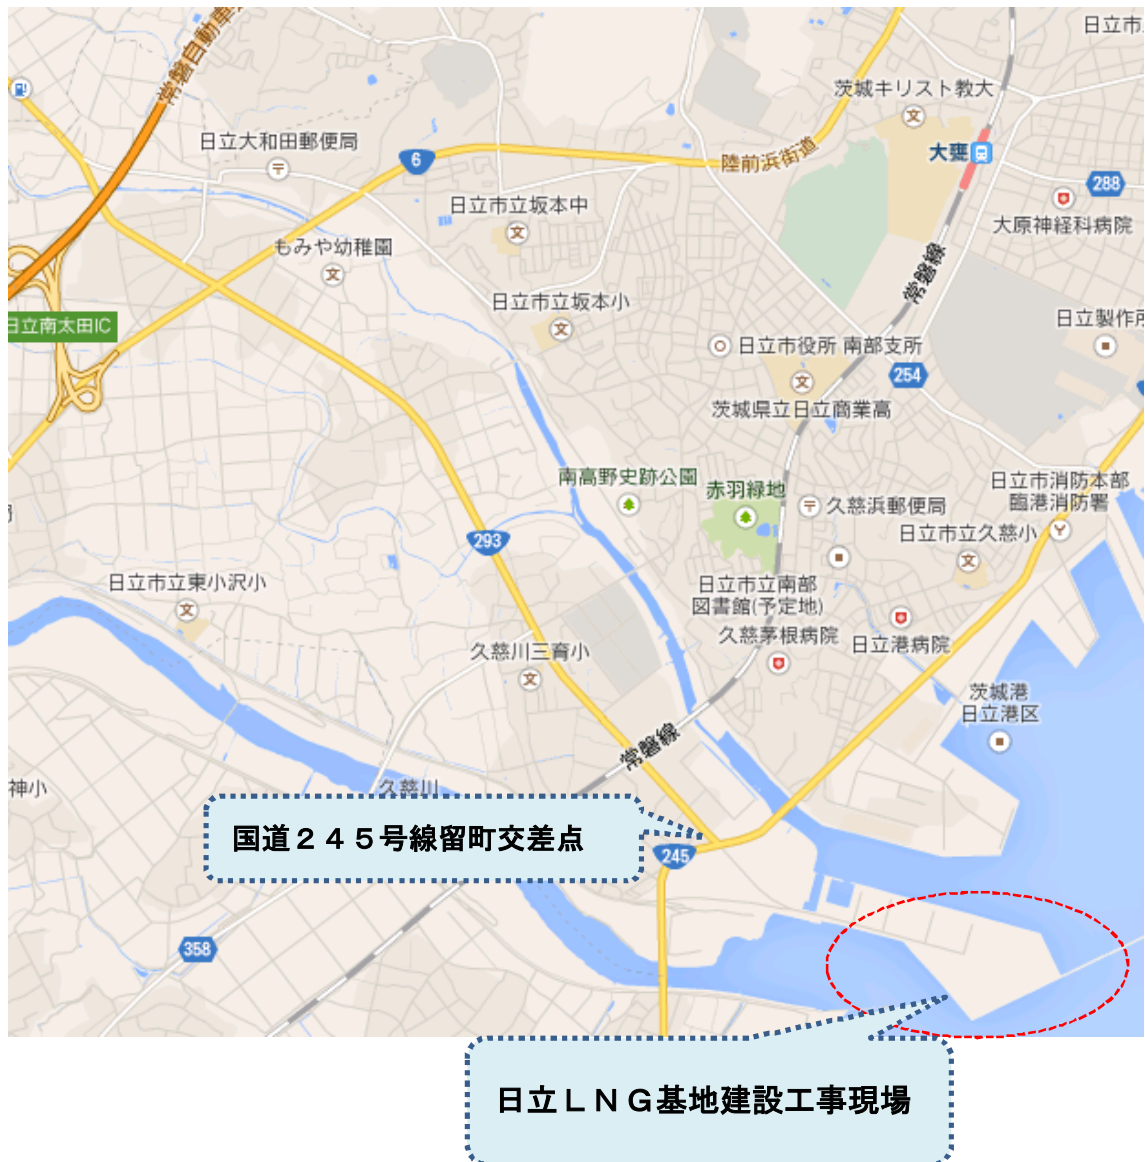 日立市
常磐自動車
茨城キリスト教大
日立大和田郵便局
6
陸前浜街道
大甕
288
日立市立坂本中
大原神経科病院
もみや幼稚園
常磐線
日立市立坂本小
日立南太田IC
日立製作所
日立市役所 南部支所
254
茨城県立日立商業高
南高野史跡公園
赤羽緑地
日立市消防本部
臨港消防署
久慈浜郵便局
日立市立久慈小
293
日立市立東小沢小
日立市立南部
図書館(予定地)
久慈茅根病院
日立港病院
久慈川三育小
茨城港
日立港区
常磐線
神小
久慈川
国道２４５号線留町交差点
245
358
日立ＬＮＧ基地建設工事現場